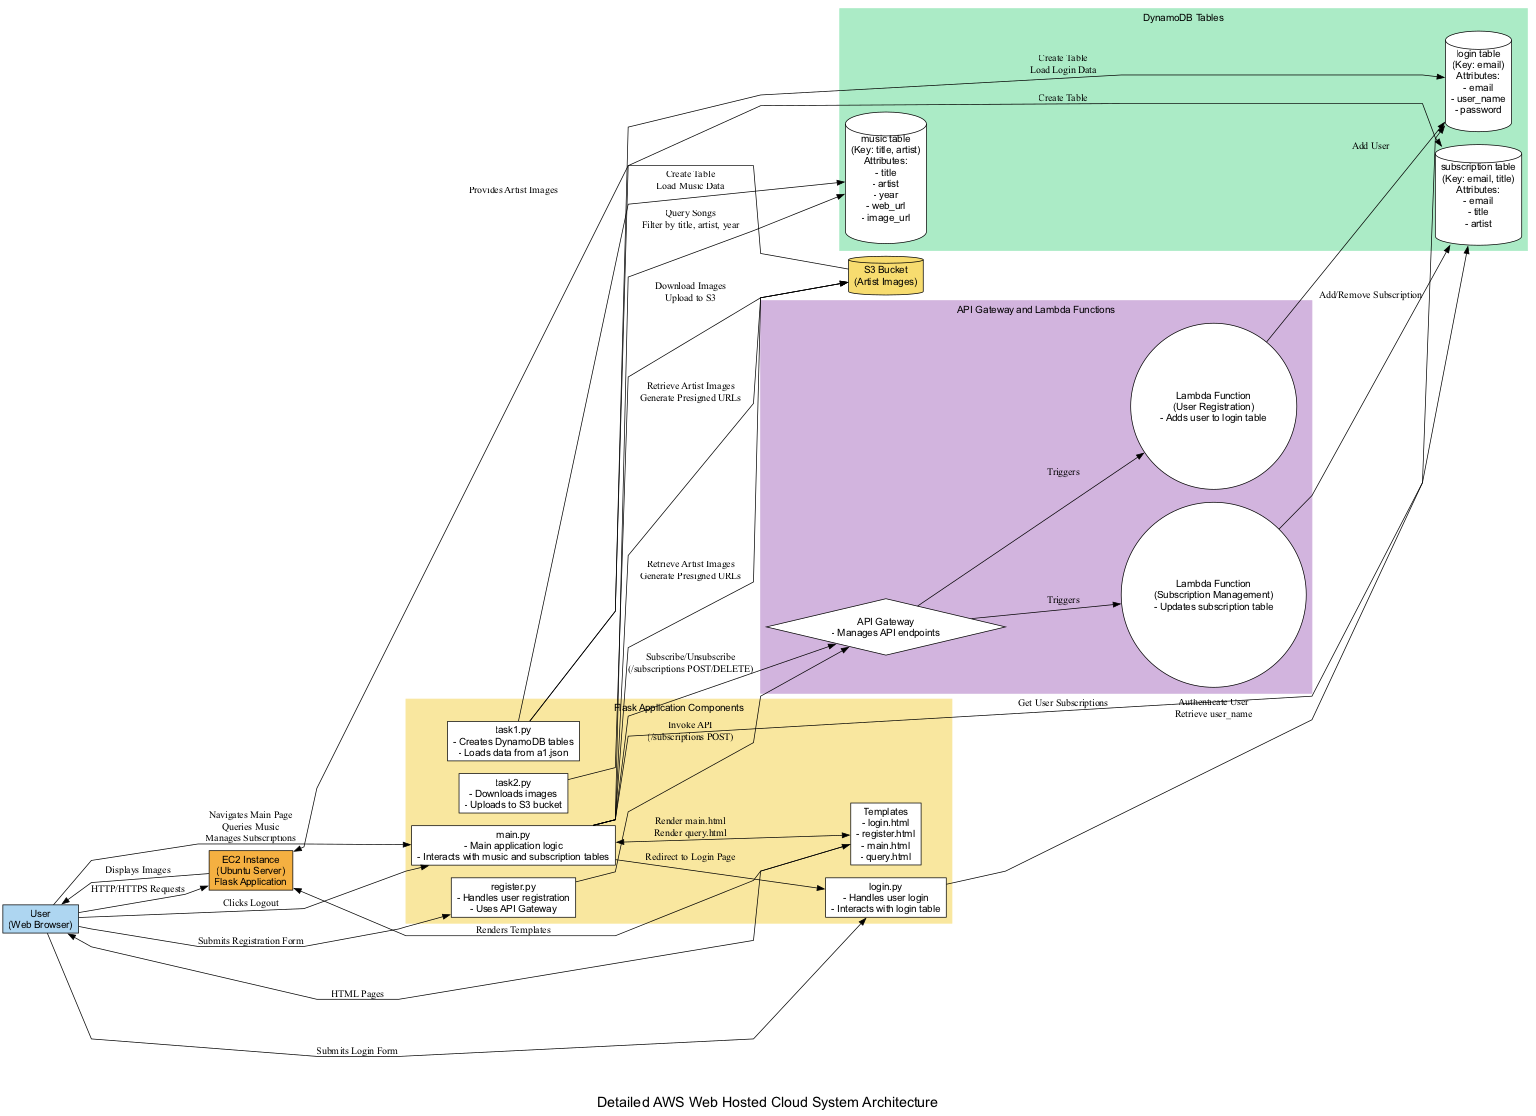 DynamoDB Tables
login table
(Key: email)
Attributes:
- email
- user_name
- password
Create Table
Load Login Data
Create Table
music table
(Key: title, artist)
Attributes:
- title
- artist
- year
- web_url
- image_url
Add User
subscription table
(Key: email, title)
Attributes:
- email
- title
- artist
Provides Artist Images
Create Table
Load Music Data
Query Songs
Filter by title, artist, year
S3 Bucket
(Artist Images)
Download Images
Upload to S3
Add/Remove Subscription
API Gateway and Lambda Functions
Retrieve Artist Images
Generate Presigned URLs
Lambda Function
(User Registration)
- Adds user to login table
Triggers
Retrieve Artist Images
Generate Presigned URLs
Lambda Function
(Subscription Management)
- Updates subscription table
Triggers
API Gateway
- Manages API endpoints
Subscribe/Unsubscribe
(/subscriptions POST/DELETE)
Flask Application Components
Get User Subscriptions
Authenticate User
Retrieve user_name
task1.py
- Creates DynamoDB tables
- Loads data from a1.json
Invoke API
(/subscriptions POST)
task2.py
- Downloads images
- Uploads to S3 bucket
Templates
- login.html
- register.html
- main.html
- query.html
Navigates Main Page
Queries Music
Manages Subscriptions
main.py
- Main application logic
- Interacts with music and subscription tables
Render main.html
Render query.html
Redirect to Login Page
EC2 Instance
(Ubuntu Server)
Flask Application
Displays Images
HTTP/HTTPS Requests
Clicks Logout
register.py
- Handles user registration
- Uses API Gateway
login.py
- Handles user login
- Interacts with login table
User
(Web Browser)
Renders Templates
Submits Registration Form
HTML Pages
Submits Login Form
Detailed AWS Web Hosted Cloud System Architecture